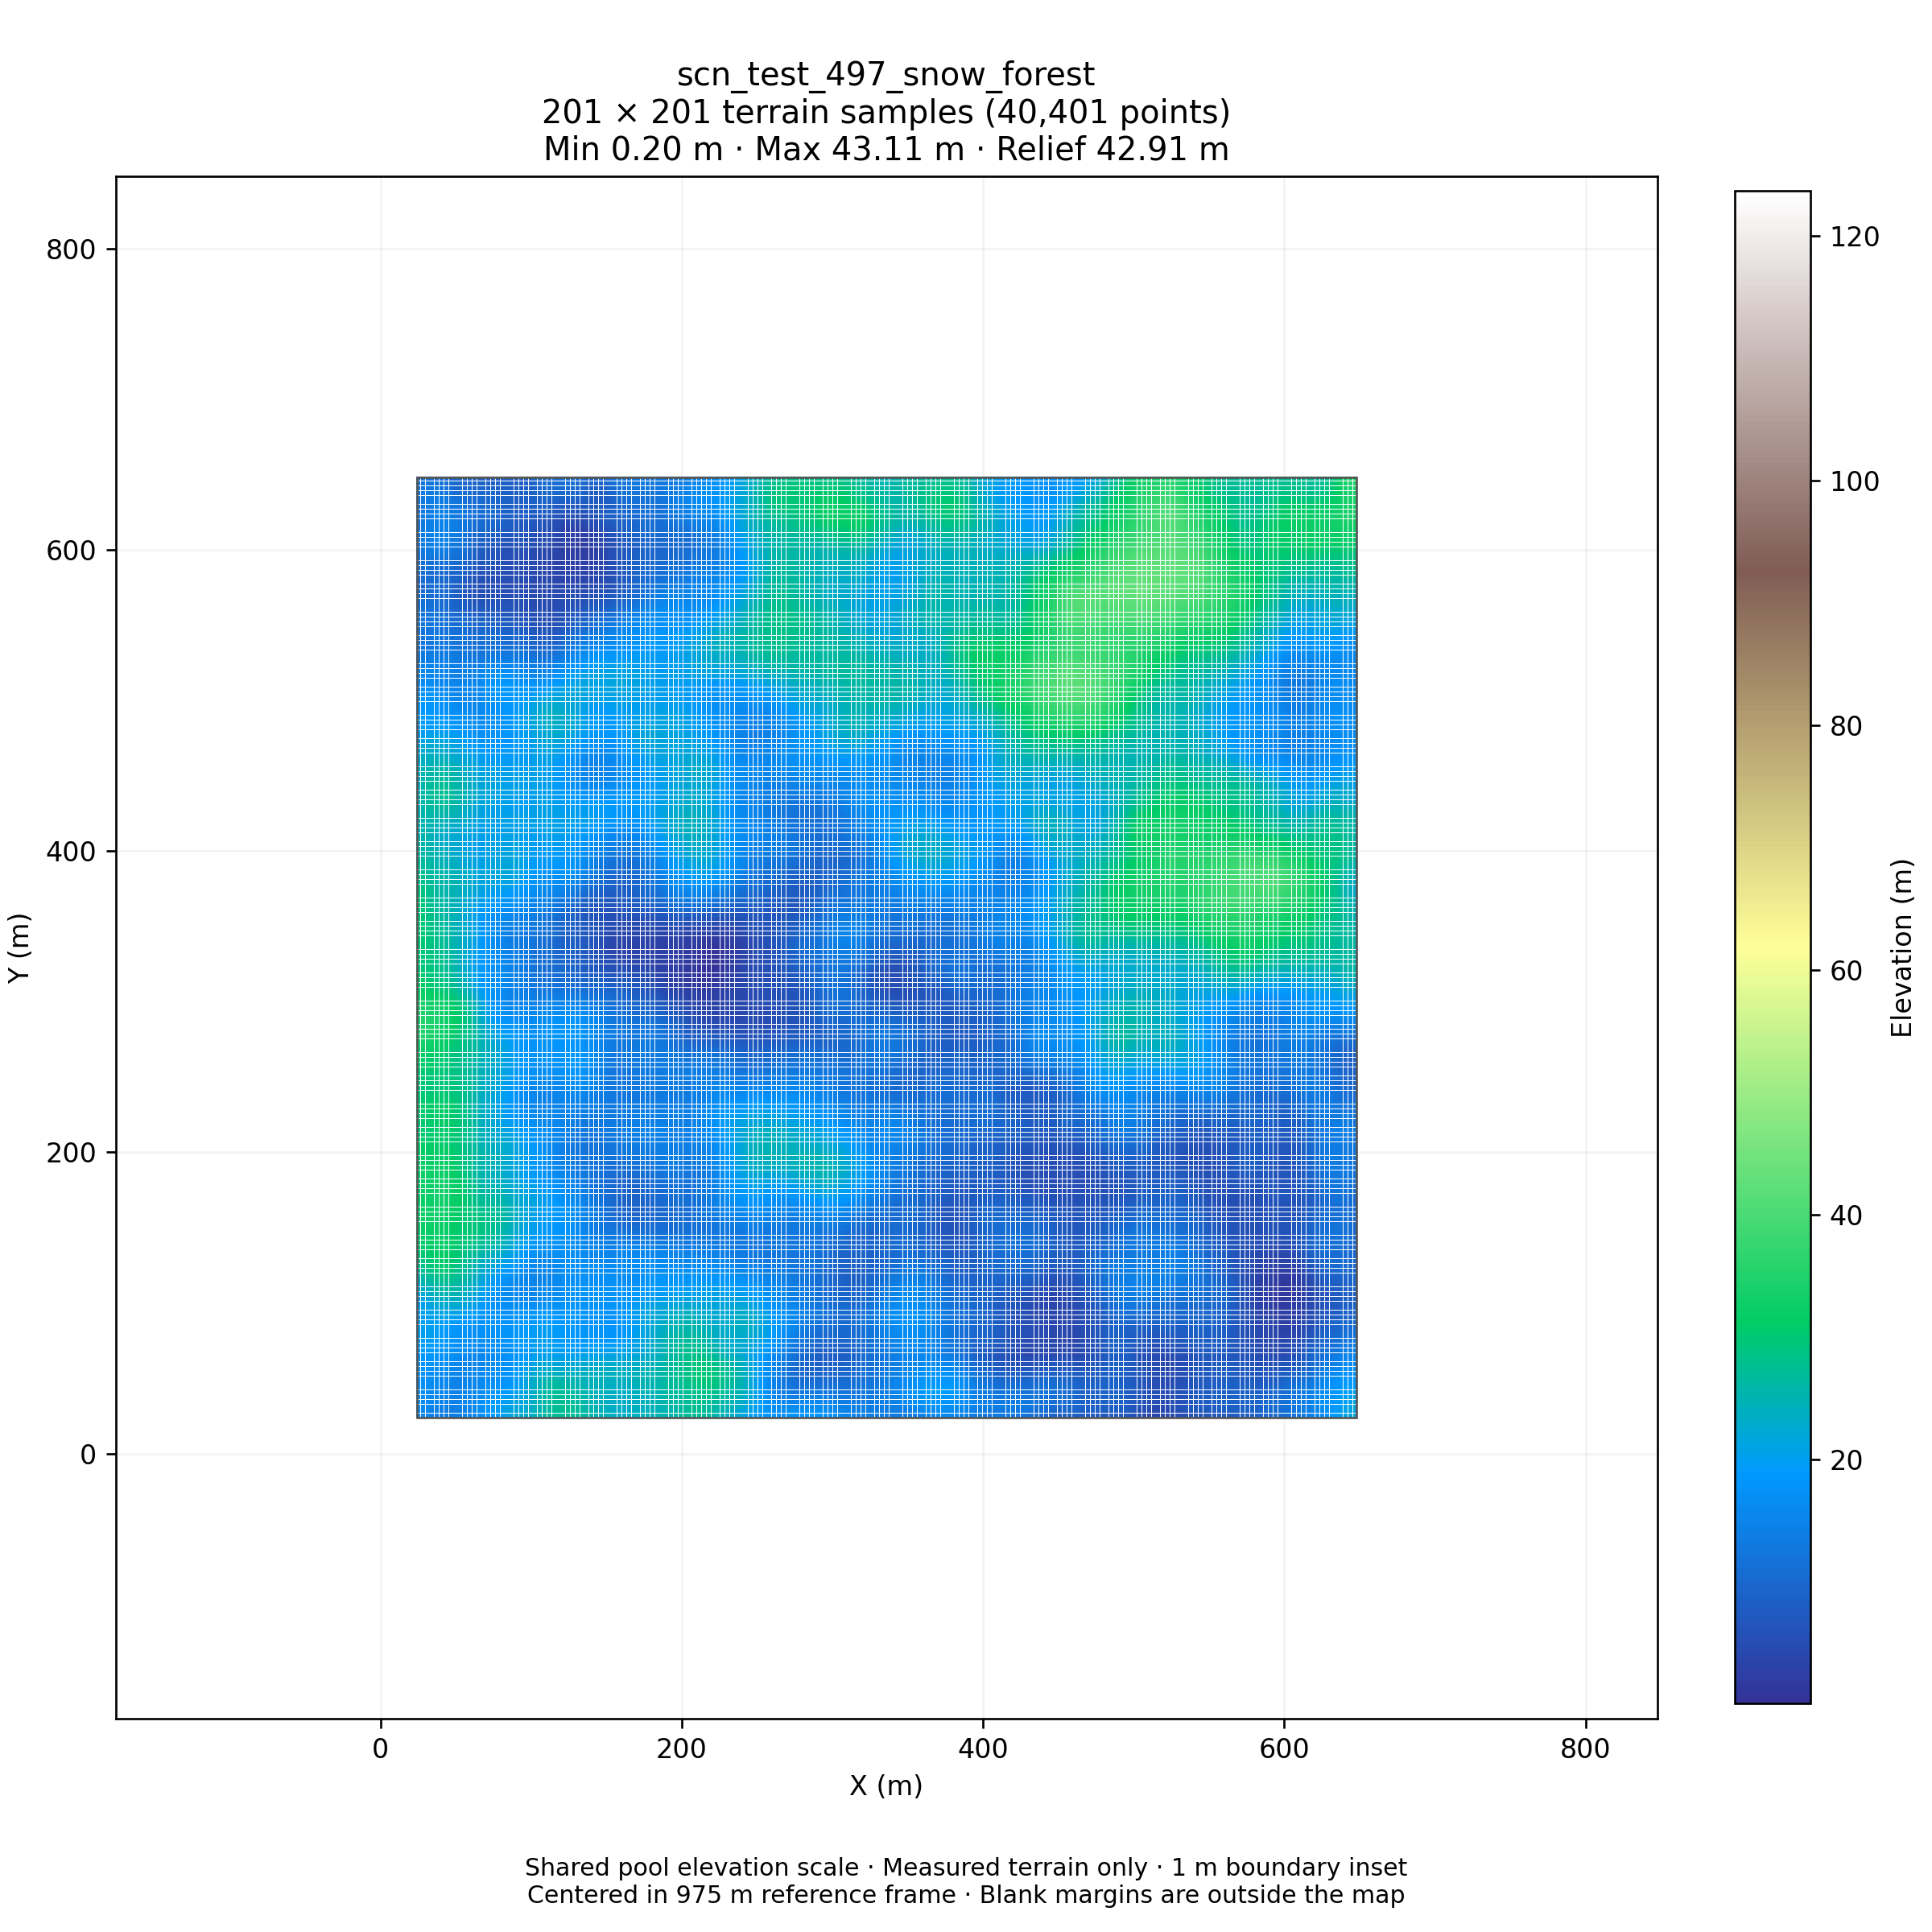 scn_test_497_snow_forest
201 × 201 terrain samples (40,401 points)
Min 0.20 m · Max 43.11 m · Relief 42.91 m
800
600
400
200
0
Y (m)
0
200
400
600
800
X (m)
120
100
80
60
40
20
Elevation (m)
Shared pool elevation scale · Measured terrain only · 1 m boundary inset
Centered in 975 m reference frame · Blank margins are outside the map